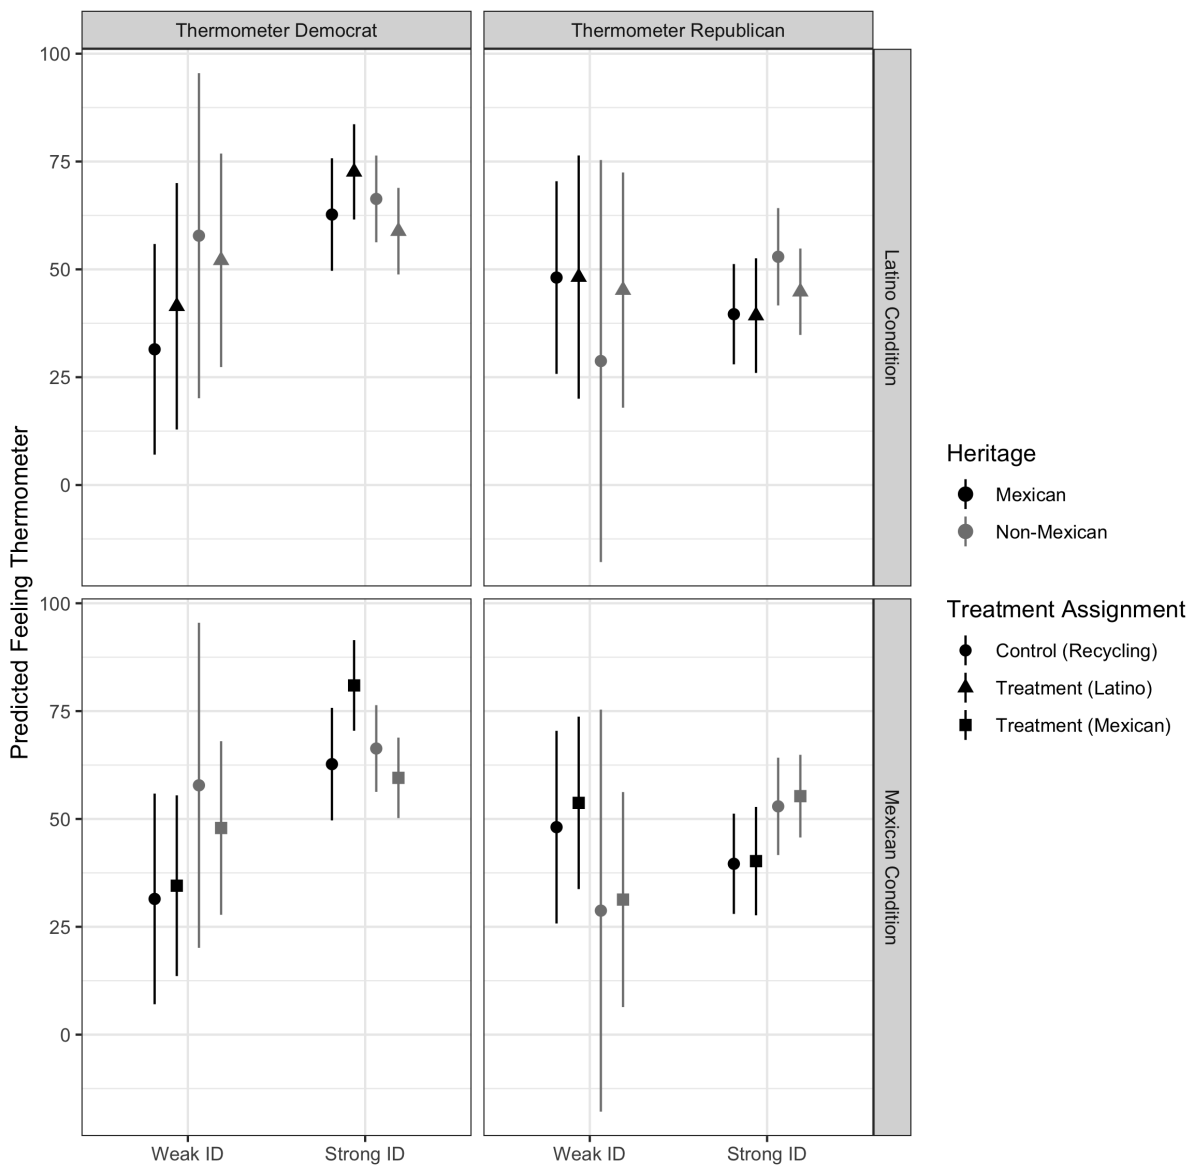 Thermometer Democrat
Thermometer Republican
100
75
50
25
0
Latino Condition
100
75
50
25
0
Mexican Condition
Weak ID
Strong ID
Weak ID
Strong ID
Predicted Feeling Thermometer
Heritage
Mexican
Non-Mexican
Treatment Assignment
Control (Recycling)
Treatment (Latino)
Treatment (Mexican)